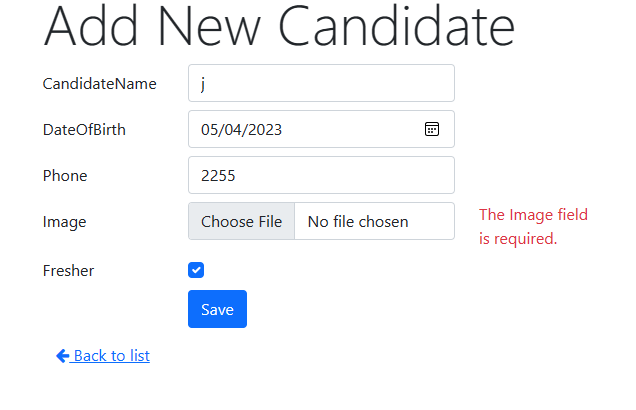 Add New Candidate
CandidateName j
DateOfBirth 05/04/2023
Phone 2255
Image Choose File No file chosen The Image field
is required.
Fresher
Save
Back to list